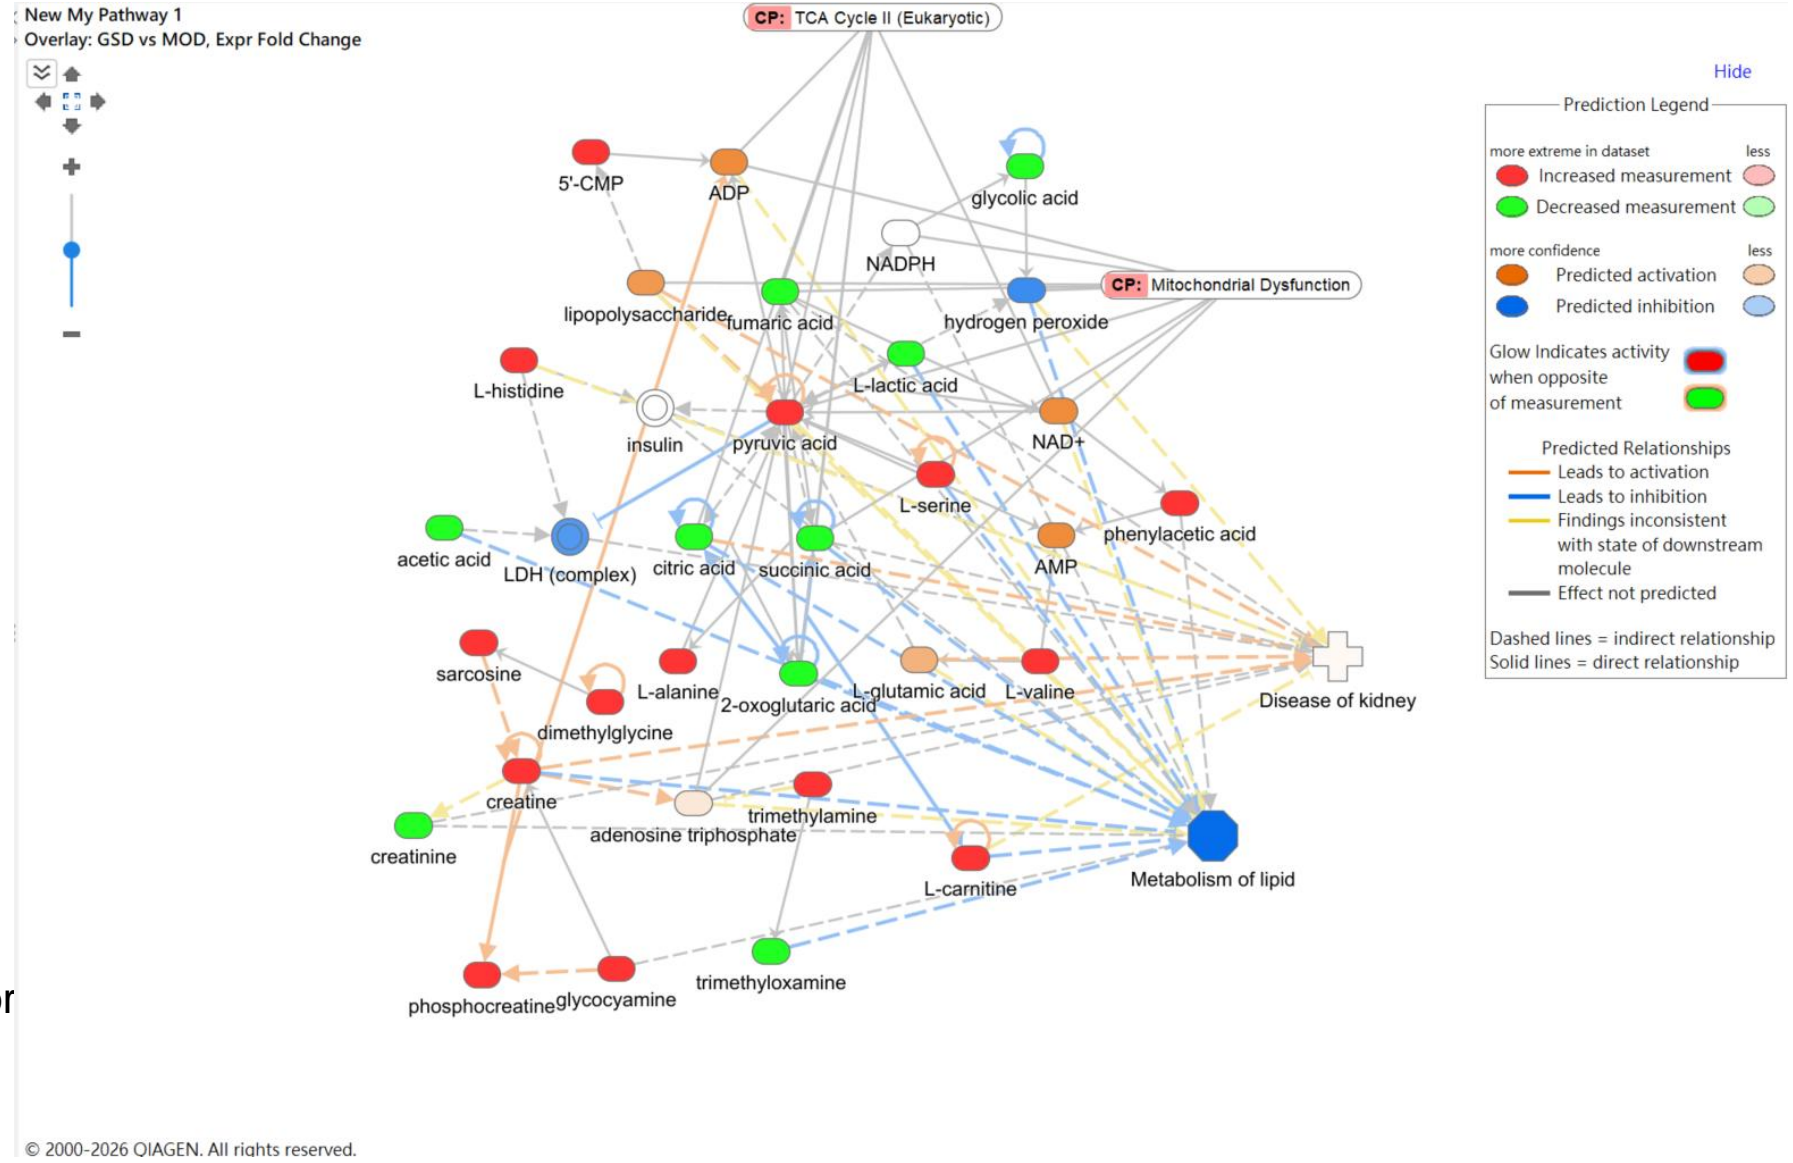 New My Pathway 1
Overlay: GSD vs MOD, Expr Fold Change
CP: TCA Cycle II (Eukaryotic)
Hide
Prediction Legend
more extreme in dataset less
Increased measurement
Decreased measurement
more confidence less
Predicted activation
Predicted inhibition
Glow Indicates activity
when opposite
of measurement
Predicted Relationships
Leads to activation
Leads to inhibition
Findings inconsistent
with state of downstream
molecule
Effect not predicted
Dashed lines = indirect relationship
Solid lines = direct relationship
5'-CMP
ADP
glycolic acid
NADPH
CP: Mitochondrial Dysfunction
lipopolysaccharide
fumaric acid
hydrogen peroxide
L-histidine
L-lactic acid
insulin
pyruvic acid
NAD+
L-serine
phenylacetic acid
acetic acid
LDH (complex)
citric acid
succinic acid
AMP
sarcosine
L-alanine
2-oxoglutaric acid
L-glutamic acid
L-valine
Disease of kidney
dimethylglycine
creatine
adenosine triphosphate
trimethylamine
creatinine
L-carnitine
Metabolism of lipid
trimethyloxamine
phosphocreatine
glycocyamine
or
© 2000-2026 QIAGEN. All rights reserved.